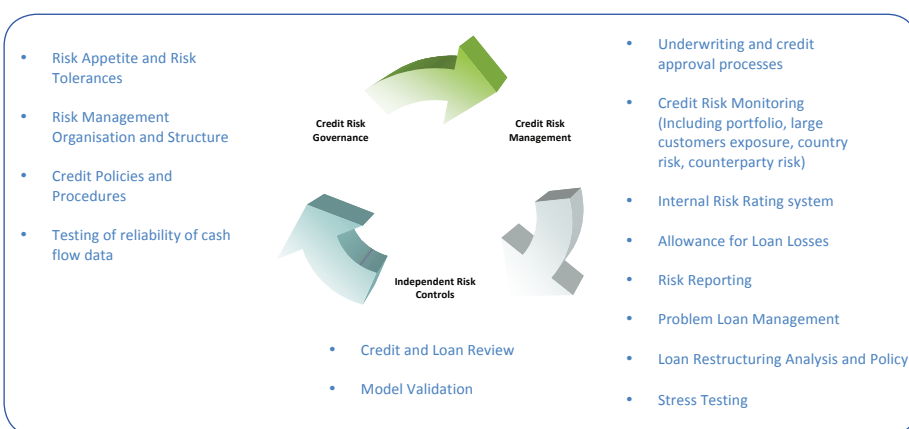 • Risk Appetite and Risk
Tolerances
• Risk Management
Organisation and Structure
• Credit Policies and
Procedures
• Testing of reliability of cash
flow data
Credit Risk
Governance
Credit Risk
Management
Independent Risk
Controls
• Credit and Loan Review
• Model Validation
• Underwriting and credit
approval processes
• Credit Risk Monitoring
(Including portfolio, large
customers exposure, country
risk, counterparty risk)
• Internal Risk Rating system
• Allowance for Loan Losses
• Risk Reporting
• Problem Loan Management
• Loan Restructuring Analysis and Policy
• Stress Testing